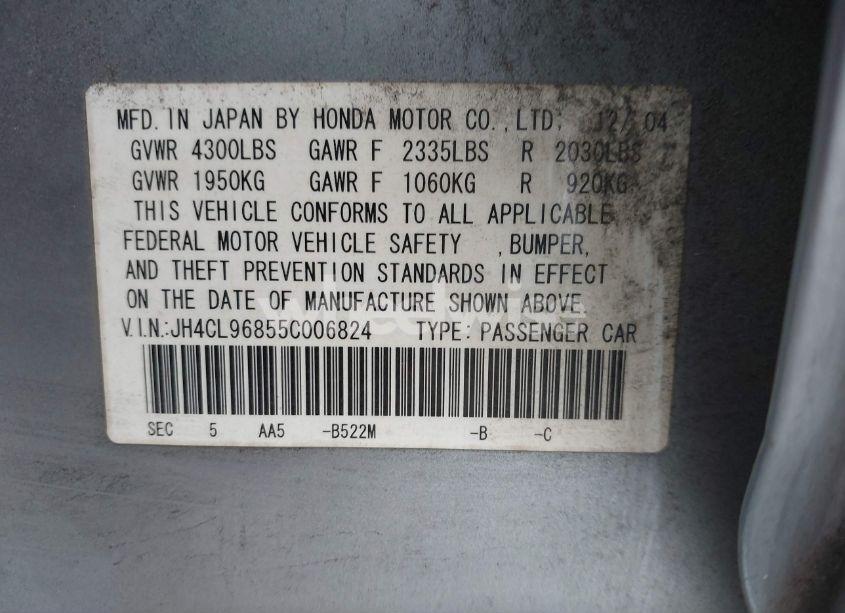 MFD. IN JAPAN BY HONDA MOTOR CO., LTD. 12/ 04
GVWR 4300LBS GAWR F 2335LBS R 2030LBS
GVWR 1950KG GAWR F 1060KG R 920KG
THIS VEHICLE CONFORMS TO ALL APPLICABLE
FEDERAL MOTOR VEHICLE SAFETY , BUMPER,
AND THEFT PREVENTION STANDARDS IN EFFECT
ON THE DATE OF MANUFACTURE SHOWN ABOVE.
V.I.N.:JH4CL96855C006824 TYPE: PASSENGER CAR
SEC 5 AA5 -B522M -B -C